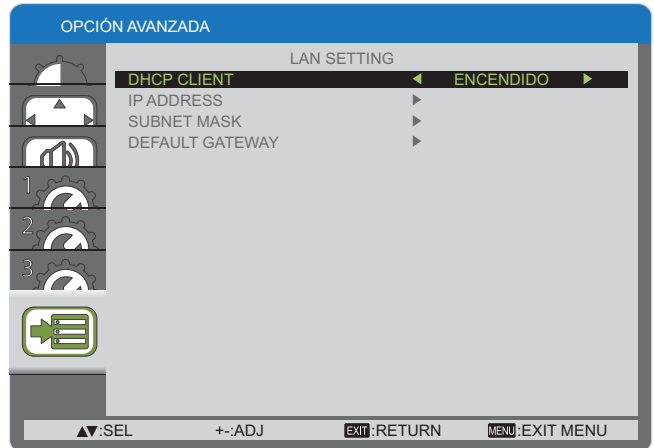 OPCIÓN AVANZADA
LAN SETTING
DHCP CLIENT ◀ ENCENDIDO ▶
IP ADDRESS ▶
SUBNET MASK ▶
DEFAULT GATEWAY ▶
1
2
3
▲▼:SEL +-:ADJ EXIT:RETURN MENU:EXIT MENU